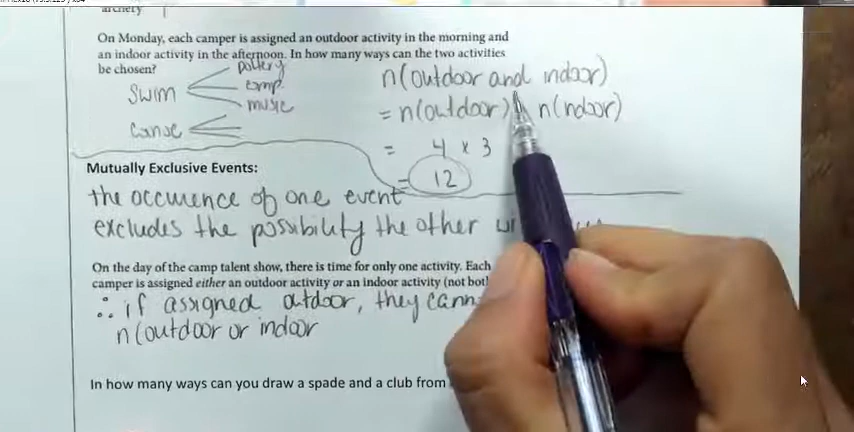 archery
On Monday, each camper is assigned an outdoor activity in the morning and
an indoor activity in the afternoon. In how many ways can the two activities
be chosen?
pottery
swim
comp.
music
canoe
n(outdoor and indoor)
= n(outdoor) n(indoor)
= 4 x 3
= 12
Mutually Exclusive Events:
the occurence of one event
excludes the possibility the other
On the day of the camp talent show, there is time for only one activity. Each
camper is assigned either an outdoor activity or an indoor activity (not
∴ if assigned outdoor, they
n(outdoor or indoor
In how many ways can you draw a spade and a club from